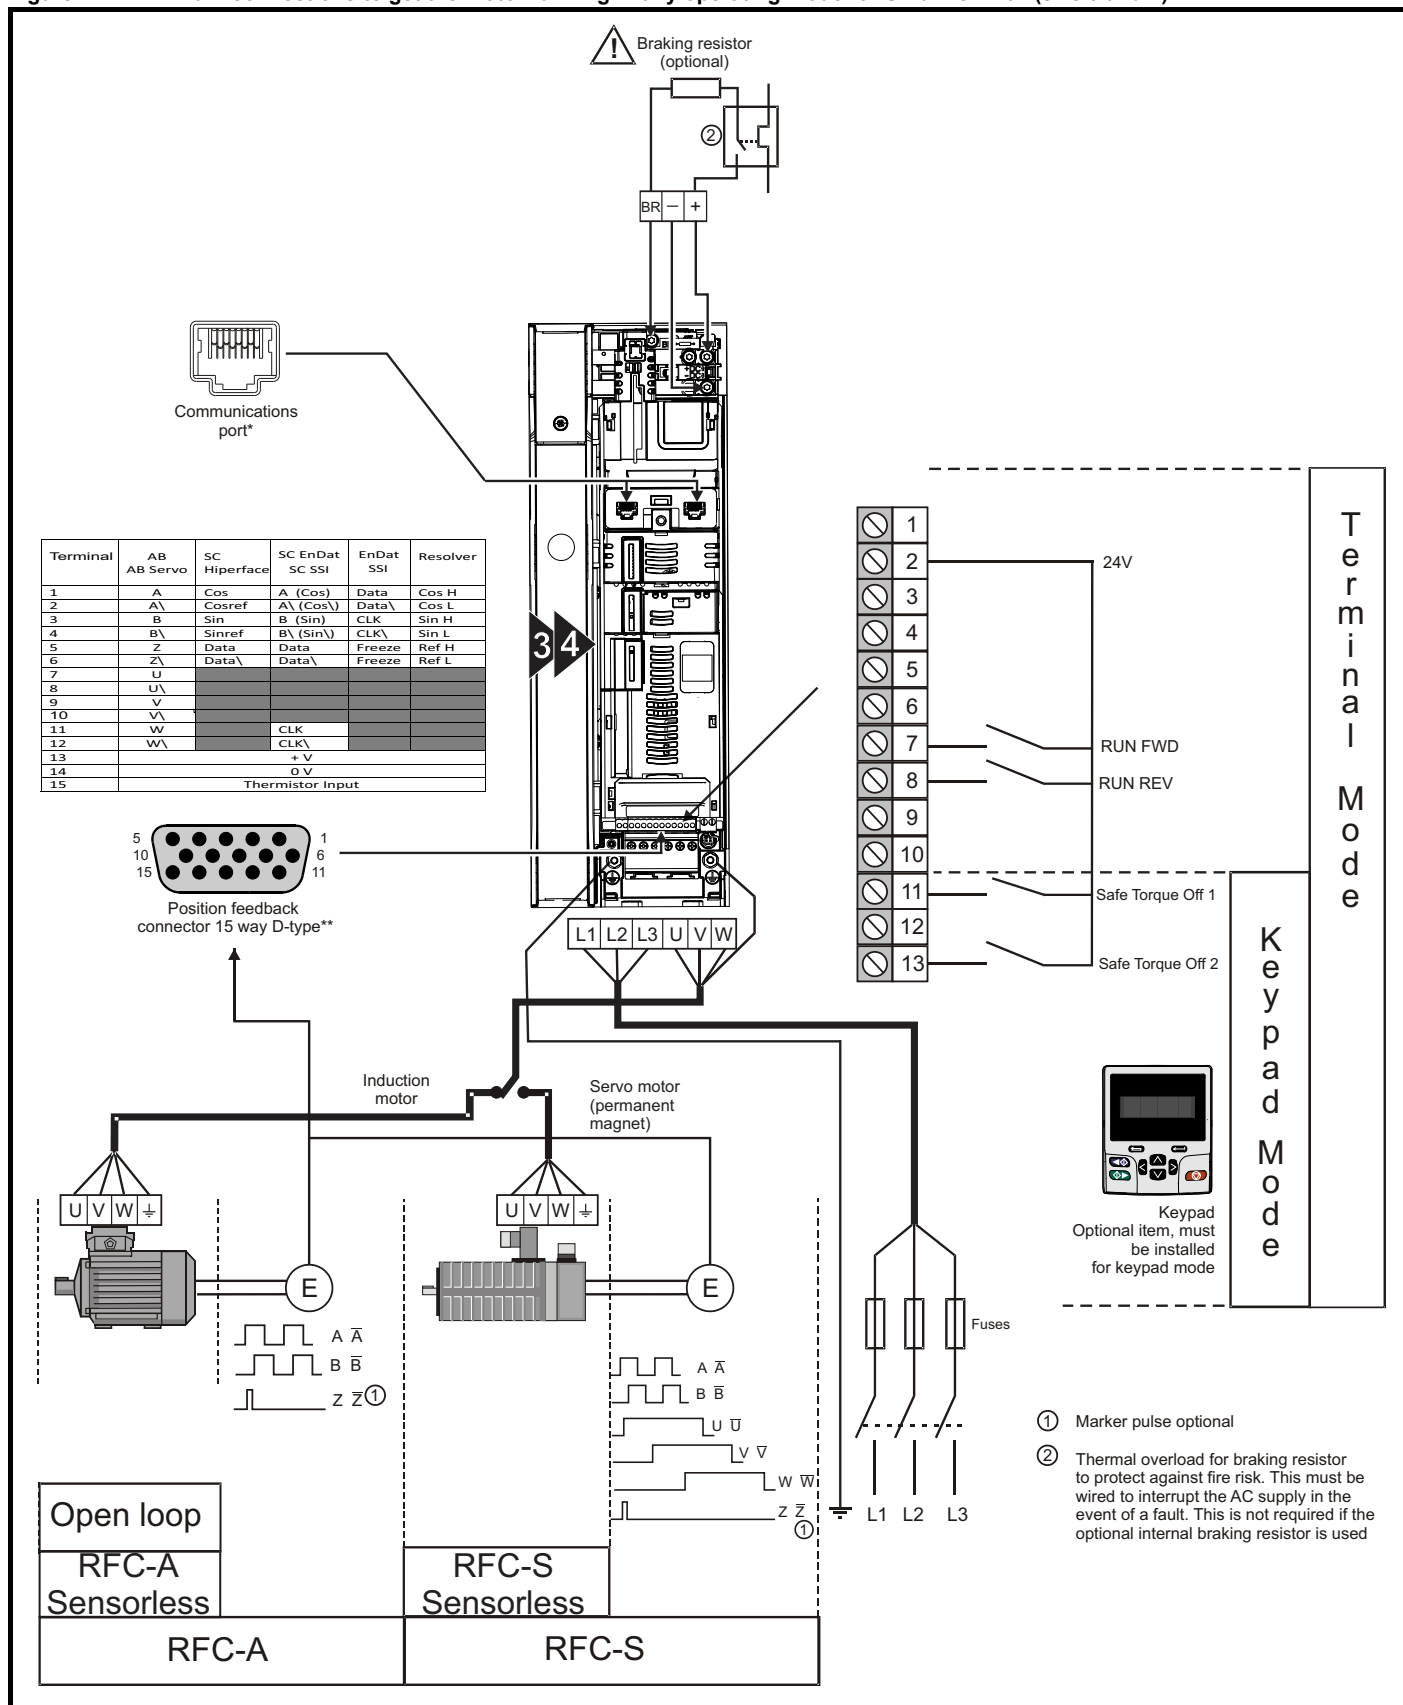 Braking resistor
(optional)
2
BR − +
Communications
port*
Terminal AB AB Servo SC Hiperface SC EnDat SC SSI EnDat SSI Resolver
1 A Cos A (Cos) Data Cos H
2 A\ Cosref A\ (Cos\) Data\ Cos L
3 B Sin B (Sin) CLK Sin H
4 B\ Sinref B\ (Sin\) CLK\ Sin L
5 Z Data Data Freeze Ref H
6 Z\ Data\ Data\ Freeze Ref L
7 U
8 U\
9 V
10 V\
11 W CLK
12 W\ CLK\
13 + V
14 0 V
15 Thermistor Input
3 4
5 1
10 6
15 11
Position feedback
connector 15 way D-type**
L1 L2 L3 U V W
1
2 24V
3
4
5
6
7 RUN FWD
8 RUN REV
9
10
11 Safe Torque Off 1
12
13 Safe Torque Off 2
Terminal Mode
Keypad Mode
Keypad
Optional item, must
be installed
for keypad mode
Induction
motor
Servo motor
(permanent
magnet)
U V W
U V W
E
E
A A̅
B B̅
Z Z̅ 1
A A̅
B B̅
U U̅
V V̅
W W̅
Z Z̅
1
Fuses
L1 L2 L3
1 Marker pulse optional
2 Thermal overload for braking resistor
to protect against fire risk. This must be
wired to interrupt the AC supply in the
event of a fault. This is not required if the
optional internal braking resistor is used
Open loop
RFC-A
Sensorless
RFC-S
Sensorless
RFC-A
RFC-S